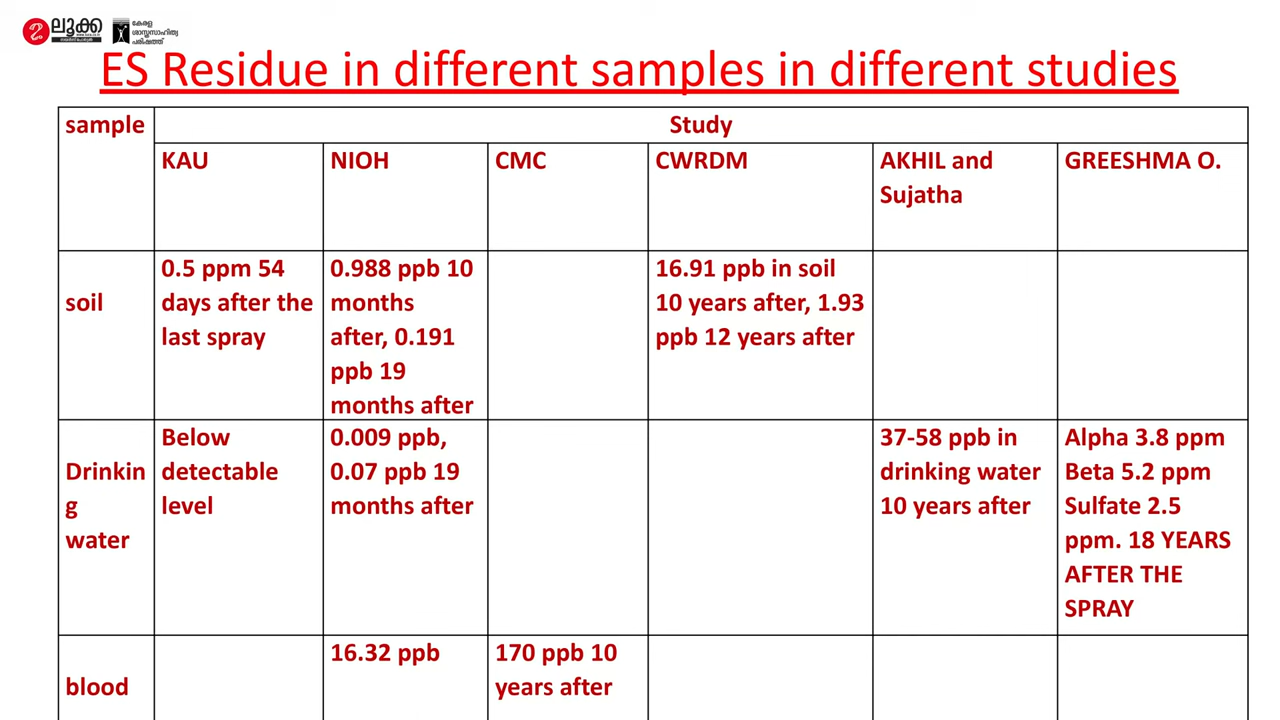 ലൂക്ക
കേരള
ശാസ്ത്രസാഹിത്യ
പരിഷത്ത്
ES Residue in different samples in different studies
sample
Study
KAU
NIOH
CMC
CWRDM
AKHIL and
Sujatha
GREESHMA O.
soil
0.5 ppm 54
days after the
last spray
0.988 ppb 10
months
after, 0.191
ppb 19
months after
16.91 ppb in soil
10 years after, 1.93
ppb 12 years after
Drinkin
g
water
Below
detectable
level
0.009 ppb,
0.07 ppb 19
months after
37-58 ppb in
drinking water
10 years after
Alpha 3.8 ppm
Beta 5.2 ppm
Sulfate 2.5
ppm. 18 YEARS
AFTER THE
SPRAY
blood
16.32 ppb
170 ppb 10
years after